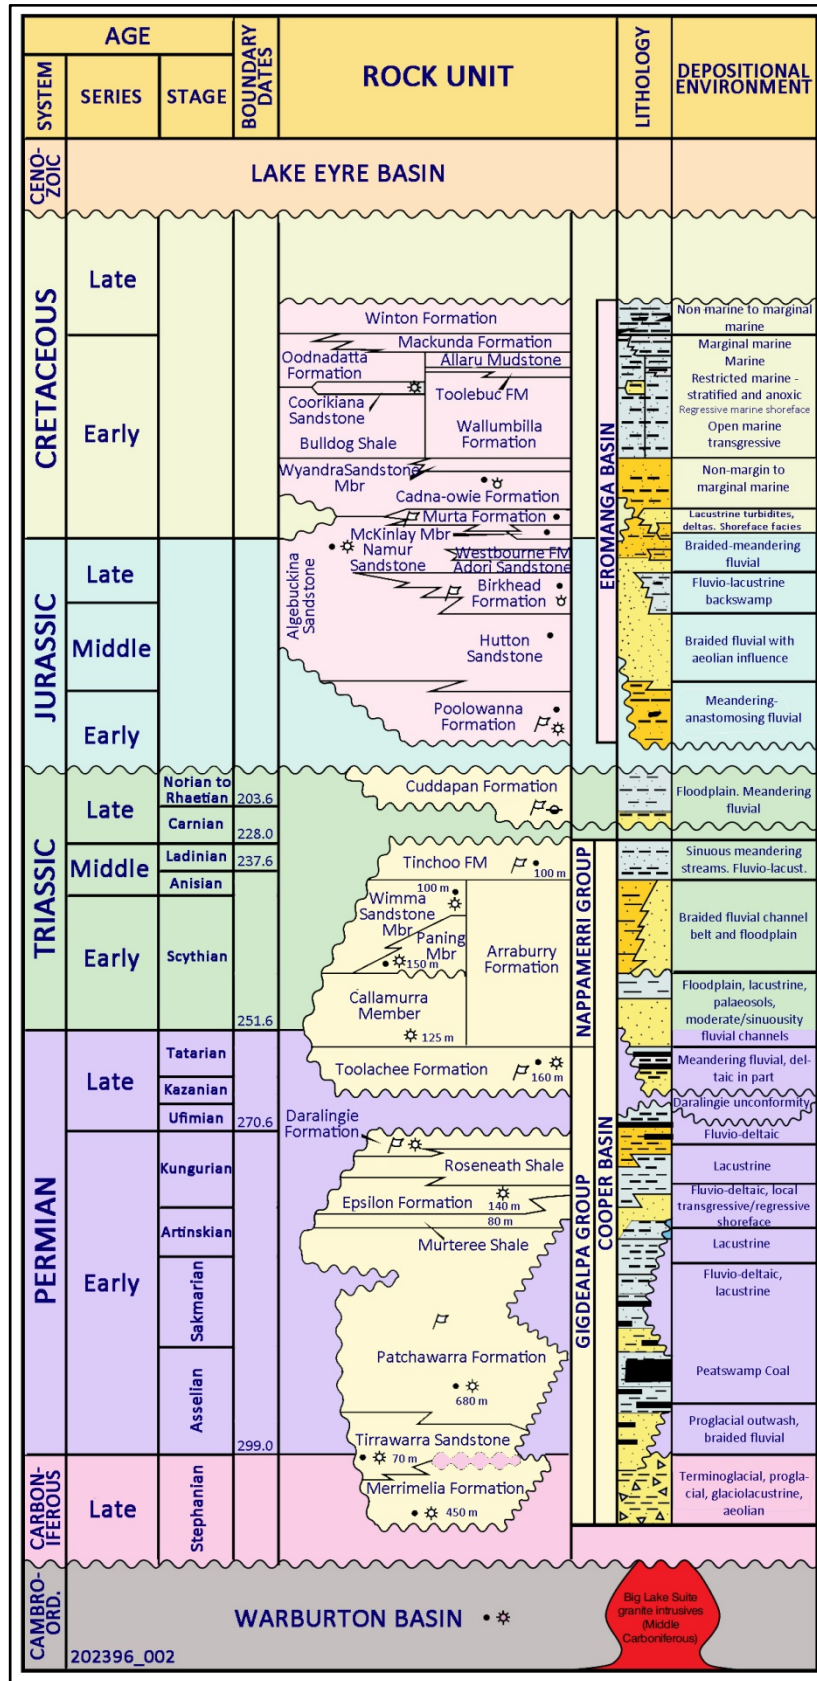 AGE
SYSTEM
SERIES
STAGE
BOUNDARY
DATES
ROCK UNIT
LITHOLOGY
DEPOSITIONAL
ENVIRONMENT
CENO-
ZOIC
LAKE EYRE BASIN
CRETACEOUS
Late
Early
Winton Formation
Mackunda Formation
Oodnadatta
Formation
Allaru Mudstone
Toolebuc FM
Coorikiana
Sandstone
Bulldog Shale
Wallumbilla
Formation
WyandraSandstone
Mbr
Cadna-owie Formation
Murta Formation
McKinlay Mbr
Namur
Sandstone
Westbourne FM
Adori Sandstone
Algebuckina
Sandstone
Birkhead
Formation
Hutton
Sandstone
Poolowanna
Formation
EROMANGA BASIN
Non-marine to marginal
marine
Marginal marine
Marine
Restricted marine -
stratified and anoxic
Regressive marine shoreface
Open marine
transgressive
Non-margin to
marginal marine
Lacustrine turbidites,
deltas. Shoreface facies
Braided-meandering
fluvial
Fluvio-lacustrine
backswamp
Braided fluvial with
aeolian influence
Meandering-
anastomosing fluvial
JURASSIC
Late
Middle
Early
TRIASSIC
Late
Middle
Early
Norian to
Rhaetian
203.6
Carnian
228.0
Ladinian
237.6
Anisian
Scythian
251.6
Cuddapan Formation
Tinchoo FM
100 m
100 m
Wimma
Sandstone
Mbr
Paning
Mbr
150 m
Arraburry
Formation
Callamurra
Member
125 m
NAPPAMERRI GROUP
Floodplain. Meandering
fluvial
Sinuous meandering
streams. Fluvio-lacust.
Braided fluvial channel
belt and floodplain
Floodplain, lacustrine,
palaeosols,
moderate/sinuousity
fluvial channels
PERMIAN
Late
Early
Tatarian
Kazanian
Ufimian
270.6
Kungurian
Artinskian
Sakmarian
Asselian
299.0
Toolachee Formation
160 m
Daralingie
Formation
Roseneath Shale
Epsilon Formation
140 m
80 m
Murteree Shale
Patchawarra Formation
680 m
Tirrawarra Sandstone
70 m
Merrimelia Formation
450 m
GIGDEALPA GROUP
COOPER BASIN
Meandering fluvial, del-
taic in part
Daralingie unconformity
Fluvio-deltaic
Lacustrine
Fluvio-deltaic, local
transgressive/regressive
shoreface
Lacustrine
Fluvio-deltaic,
lacustrine
Peatswamp Coal
Proglacial outwash,
braided fluvial
Terminoglacial, progla-
cial, glaciolacustrine,
aeolian
CARBON-
IFEROUS
Late
Stephanian
CAMBRO-
ORD.
WARBURTON BASIN
Big Lake Suite
granite intrusives
(Middle
Carboniferous)
202396_002